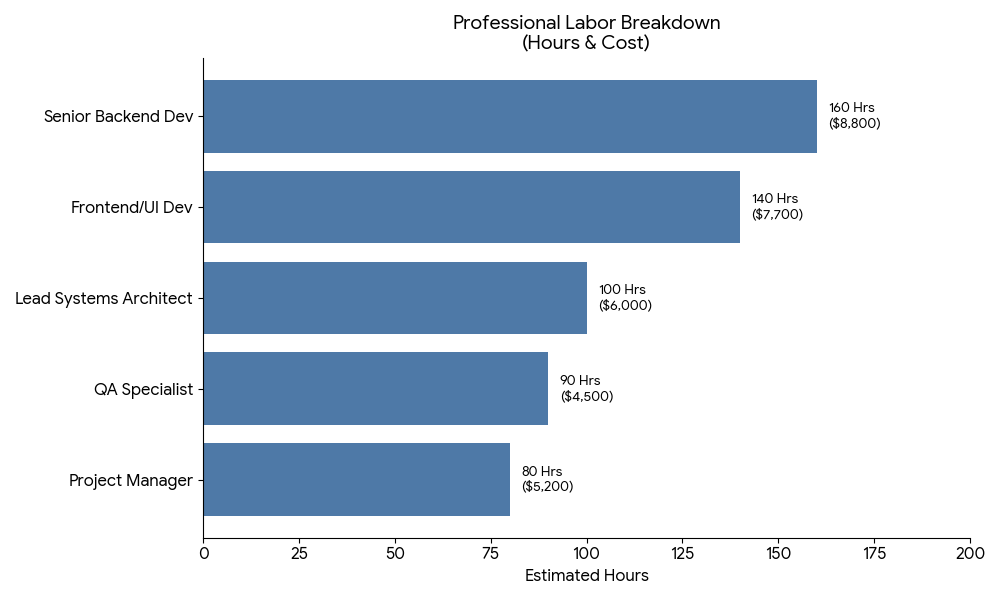 Professional Labor Breakdown
(Hours & Cost)
Senior Backend Dev
160 Hrs
($8,800)
Frontend/UI Dev
140 Hrs
($7,700)
Lead Systems Architect
100 Hrs
($6,000)
QA Specialist
90 Hrs
($4,500)
Project Manager
80 Hrs
($5,200)
0 25 50 75 100 125 150 175 200
Estimated Hours